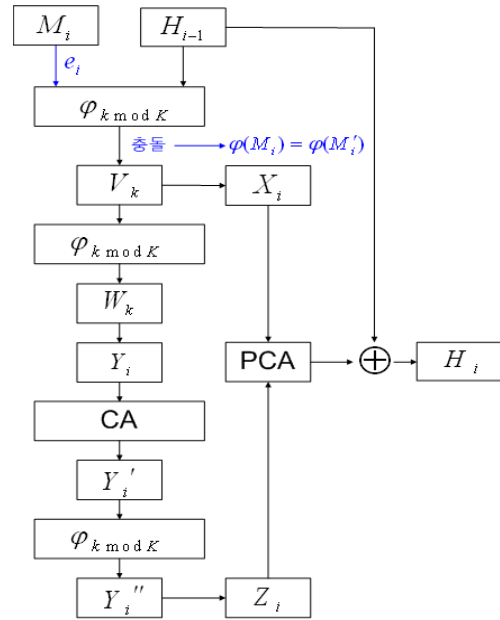 M_i H_{i-1}
e_i
φ_{k mod K}
충돌 φ(M_i) = φ(M_i')
V_k X_i
φ_{k mod K}
W_k
Y_i PCA ⊕ H_i
CA
Y_i'
φ_{k mod K}
Y_i'' Z_i